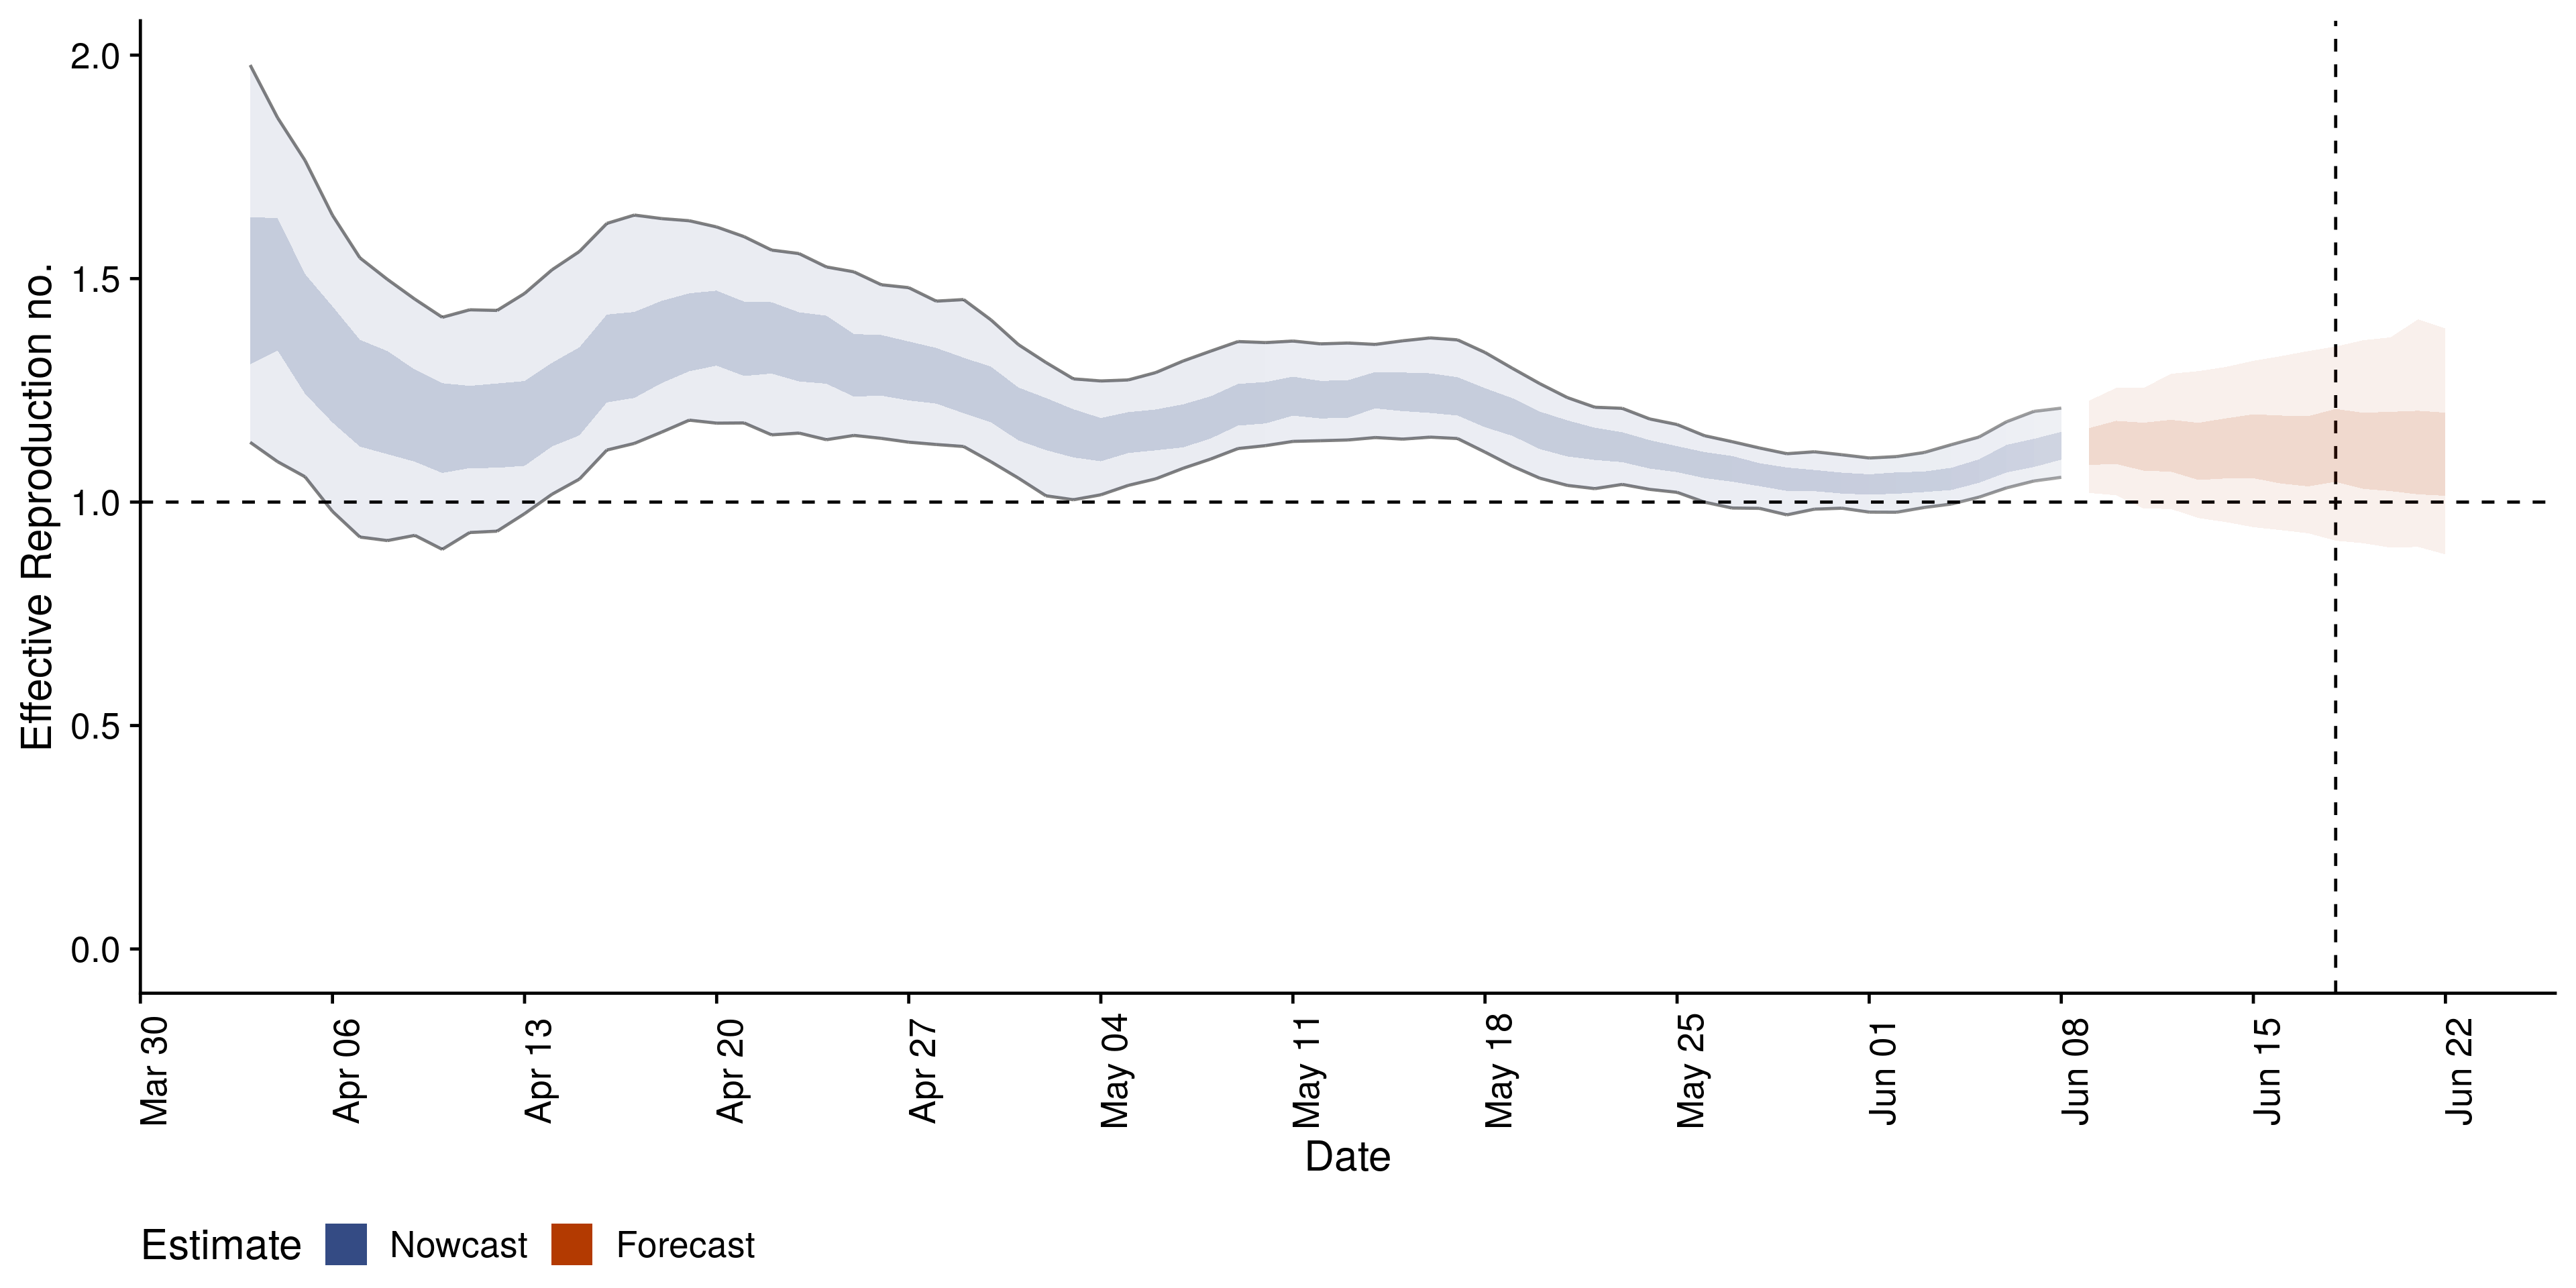 Effective Reproduction no.
2.0
1.5
1.0
0.5
0.0
Mar 30
Apr 06
Apr 13
Apr 20
Apr 27
May 04
May 11
May 18
May 25
Jun 01
Jun 08
Jun 15
Jun 22
Date
Estimate Nowcast Forecast